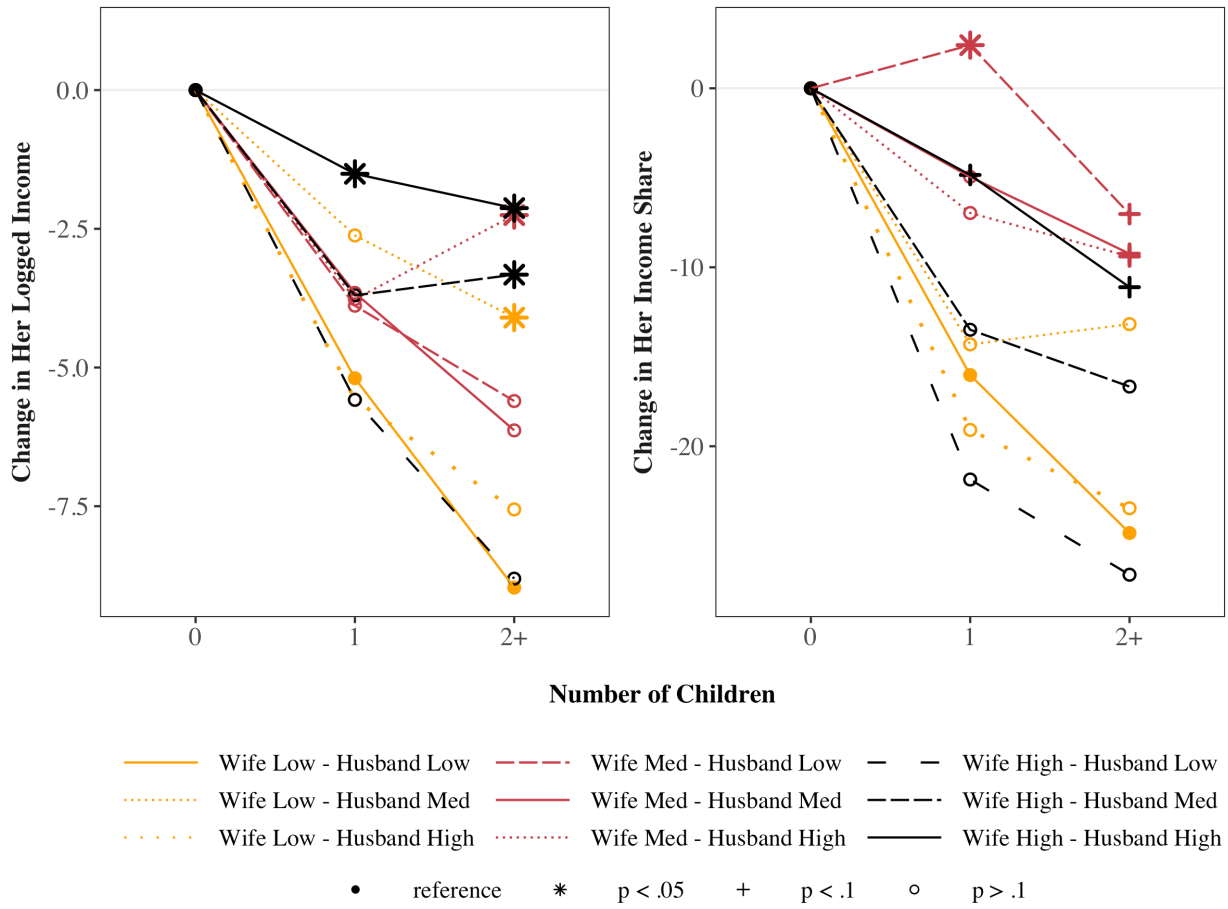 Change in Her Logged Income
0.0
-2.5
-5.0
-7.5
0
1
2+
Change in Her Income Share
0
-10
-20
0
1
2+
Number of Children
Wife Low - Husband Low
Wife Med - Husband Low
Wife High - Husband Low
Wife Low - Husband Med
Wife Med - Husband Med
Wife High - Husband Med
Wife Low - Husband High
Wife Med - Husband High
Wife High - Husband High
reference
p < .05
p < .1
p > .1